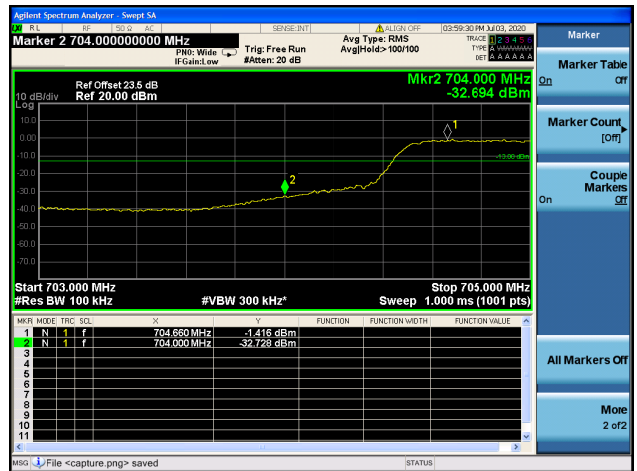 Agilent Spectrum Analyzer - Swept SA
RL RF 50 Ω AC SENSE:INT ALIGN OFF 03:59:30 PM Jul 03, 2020
Marker 2 704.000000000 MHz
PNO: Wide
IFGain:Low
Trig: Free Run
#Atten: 20 dB
Avg Type: RMS
Avg|Hold:>100/100
TRACE 1 2 3 4 5 6
TYPE A WWWWW
DET A A A A A A
Ref Offset 23.5 dB
Ref 20.00 dBm
10 dB/div
Log
Mkr2 704.000 MHz
-32.694 dBm
10.0
0.00
-10.0
-20.0
-30.0
-40.0
-50.0
-60.0
-70.0
1
2
-13.00 dBm
Start 703.000 MHz
Stop 705.000 MHz
#Res BW 100 kHz
#VBW 300 kHz*
Sweep 1.000 ms (1001 pts)
MKR MODE TRC SCL X Y FUNCTION FUNCTION WIDTH FUNCTION VALUE
1 N 1 f 704.660 MHz -1.416 dBm
2 N 1 f 704.000 MHz -32.728 dBm
3
4
5
6
7
8
9
10
11
MSG File <capture.png> saved
STATUS
Marker
Marker Table
On Off
Marker Count
[Off]
Couple
Markers
On Off
All Markers Off
More
2 of 2